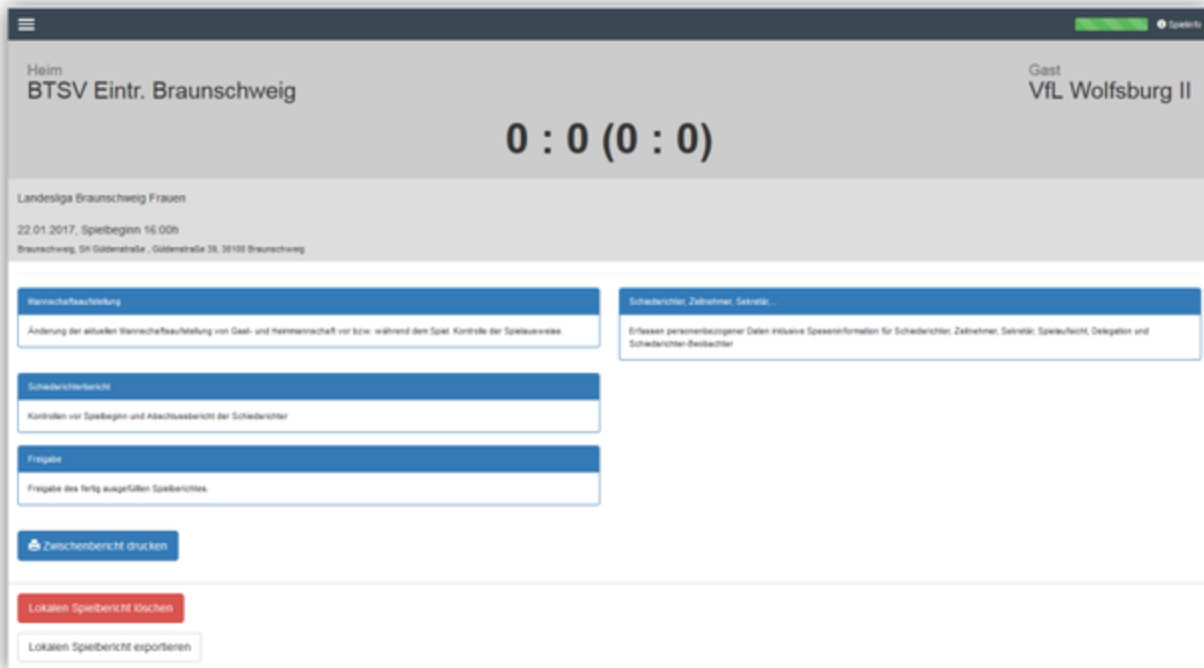 Spielinfo
Heim
BTSV Eintr. Braunschweig
Gast
VfL Wolfsburg II
0 : 0 (0 : 0)
Landesliga Braunschweig Frauen
22.01.2017, Spielbeginn 16.00h
Braunschweig, SH Güldenstraße , Güldenstraße 39, 38100 Braunschweig
Mannschaftsaufstellung
Änderung der aktuellen Mannschaftsaufstellung von Gast- und Heimmannschaft vor bzw. während dem Spiel. Kontrolle der Spielausweise.
Schiedsrichter, Zeitnehmer, Sekretär,...
Erfassen personenbezogener Daten inklusive Speseninformation für Schiedsrichter, Zeitnehmer, Sekretär, Spielaufsicht, Delegation und
Schiedsrichter-Beobachter
Schiedsrichterbericht
Kontrollen vor Spielbeginn und Abschlussbericht der Schiedsrichter
Freigabe
Freigabe des fertig ausgefüllten Spielberichtes.
Zwischenbericht drucken
Lokalen Spielbericht löschen
Lokalen Spielbericht exportieren